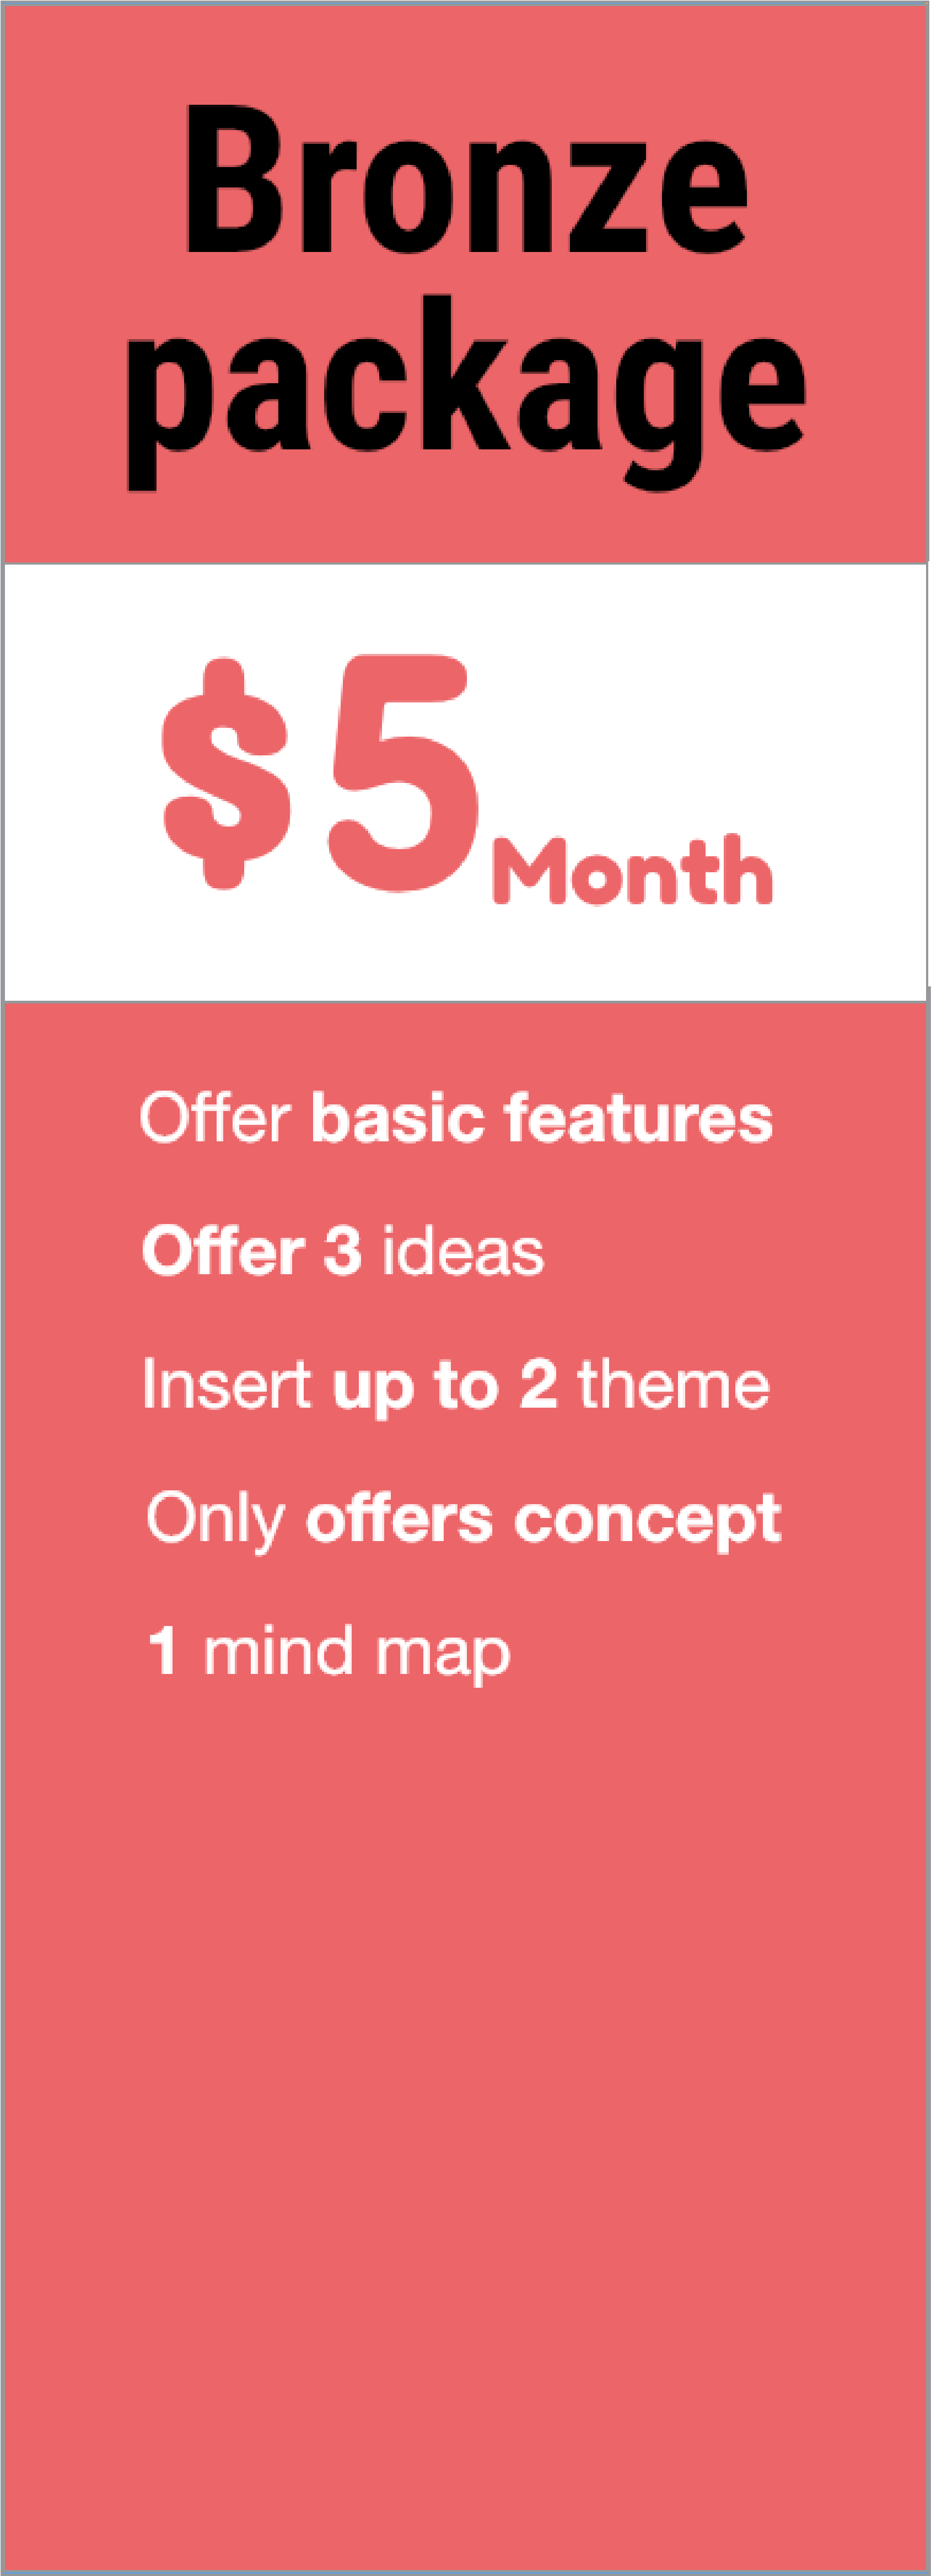 Bronze
package
$5 Month
Offer basic features
Offer 3 ideas
Insert up to 2 theme
Only offers concept
1 mind map